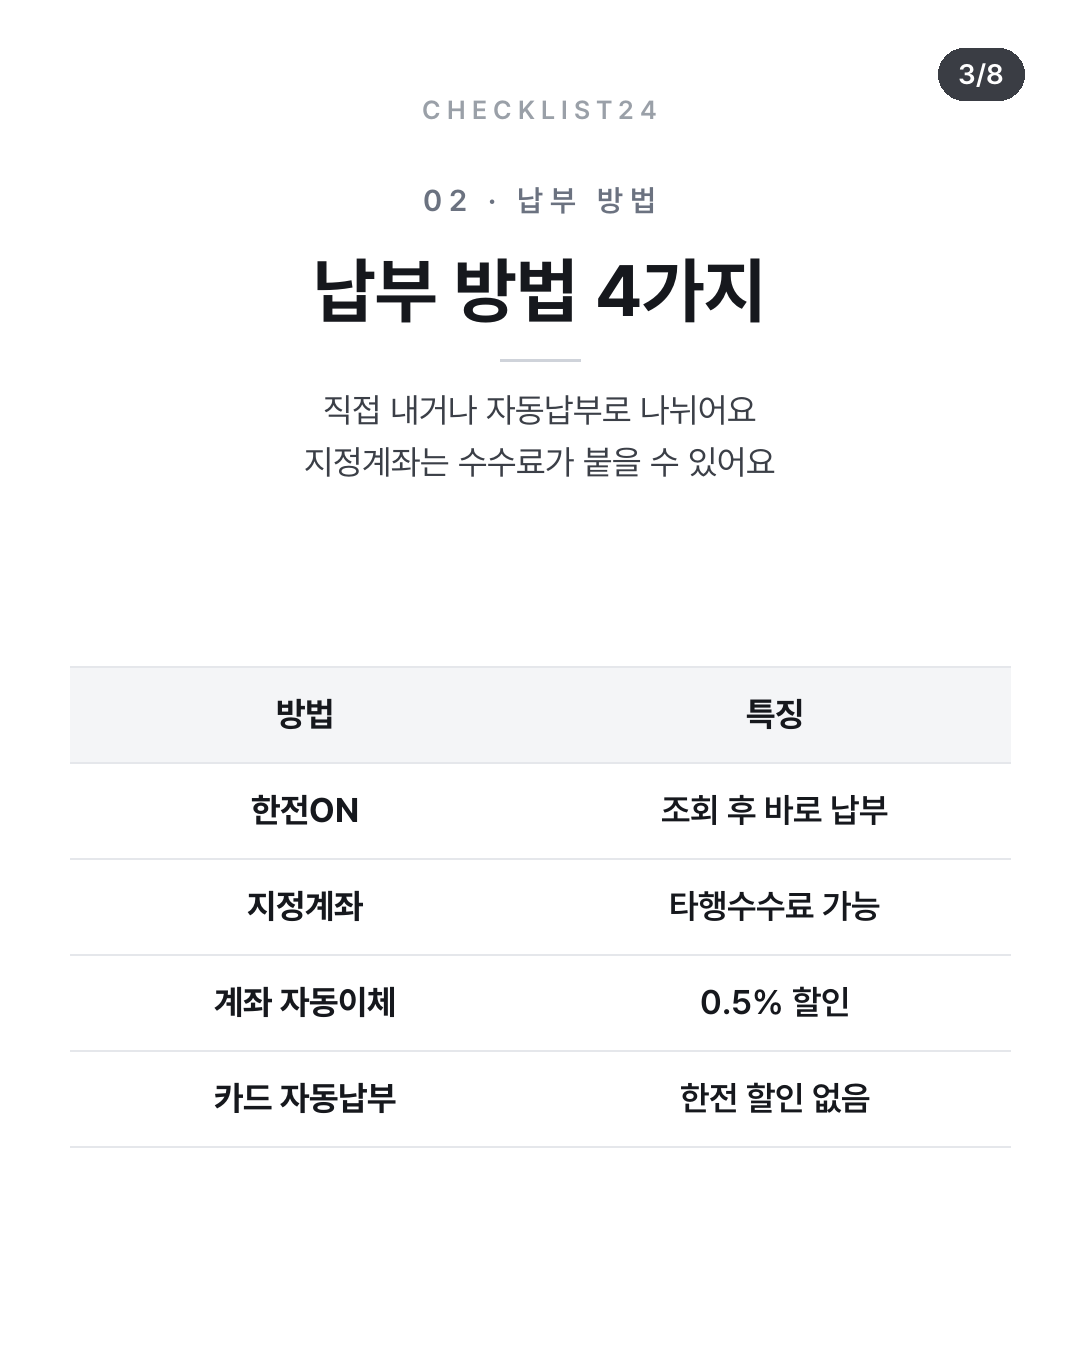 3/8
CHECKLIST24
02 · 납부 방법
납부 방법 4가지
직접 내거나 자동납부로 나뉘어요
지정계좌는 수수료가 붙을 수 있어요
방법 특징
한전ON 조회 후 바로 납부
지정계좌 타행수수료 가능
계좌 자동이체 0.5% 할인
카드 자동납부 한전 할인 없음